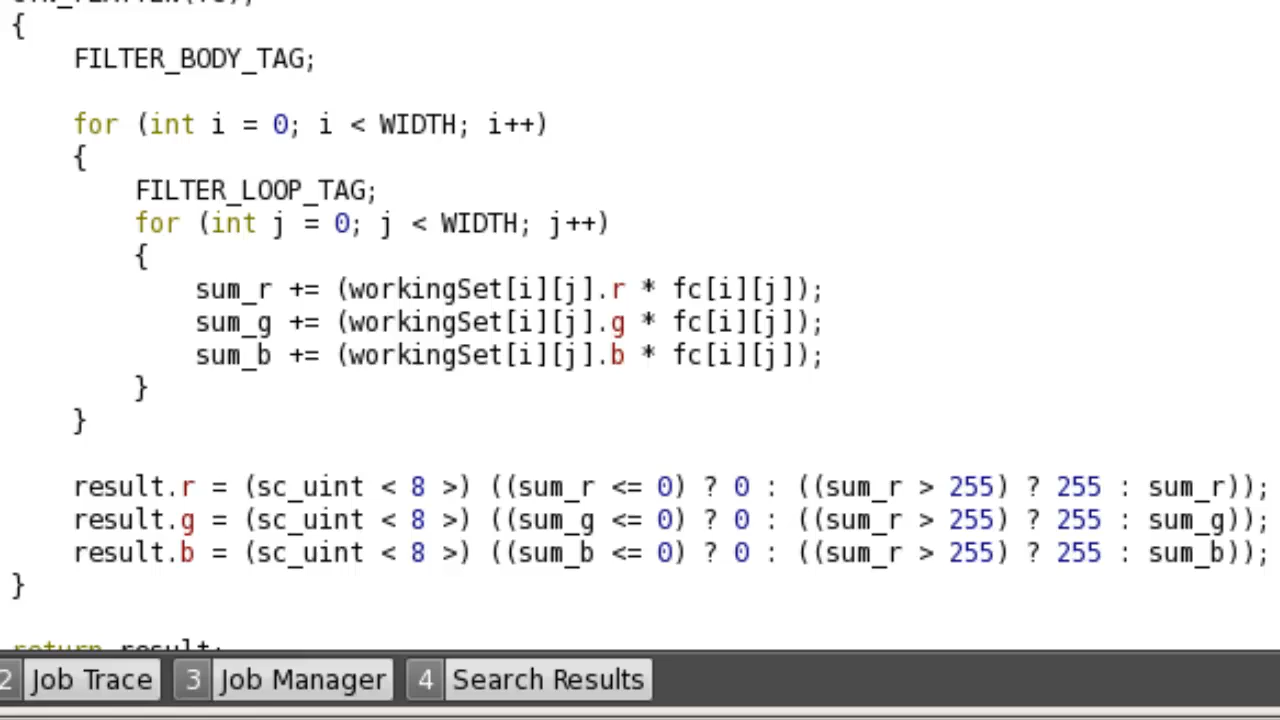 {
    FILTER_BODY_TAG;
    for (int i = 0; i < WIDTH; i++)
    {
        FILTER_LOOP_TAG;
        for (int j = 0; j < WIDTH; j++)
        {
            sum_r += (workingSet[i][j].r * fc[i][j]);
            sum_g += (workingSet[i][j].g * fc[i][j]);
            sum_b += (workingSet[i][j].b * fc[i][j]);
        }
    }
    result.r = (sc_uint < 8 >) ((sum_r <= 0) ? 0 : ((sum_r > 255) ? 255 : sum_r));
    result.g = (sc_uint < 8 >) ((sum_g <= 0) ? 0 : ((sum_r > 255) ? 255 : sum_g));
    result.b = (sc_uint < 8 >) ((sum_b <= 0) ? 0 : ((sum_r > 255) ? 255 : sum_b));
}
return result;
2 Job Trace 3 Job Manager 4 Search Results